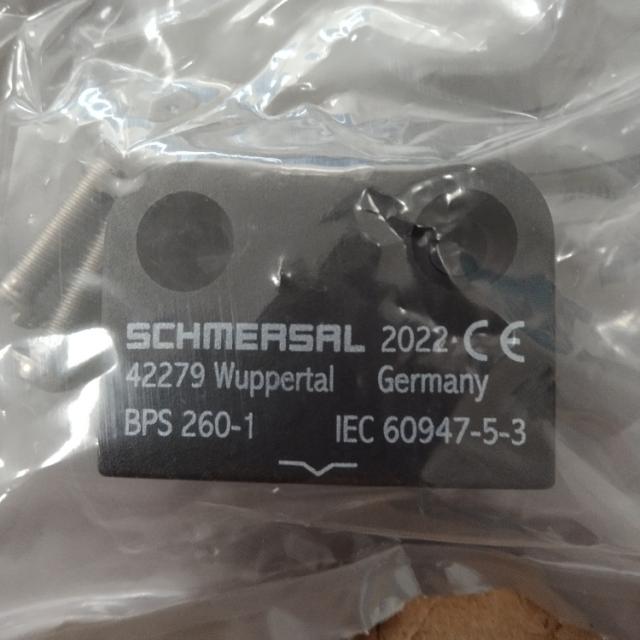 SCHMERSAL 2022 CE
42279 Wuppertal Germany
BPS 260-1 IEC 60947-5-3